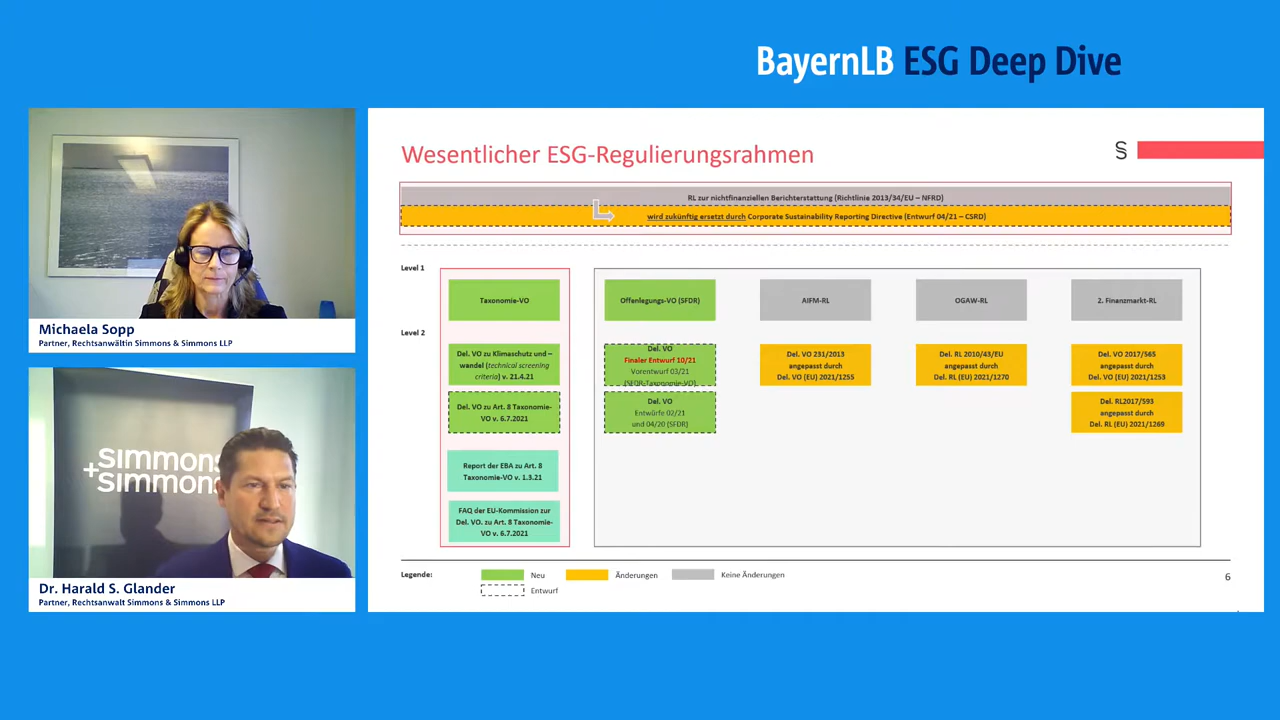 BayernLB ESG Deep Dive
Michaela Sopp
Partner, Rechtsanwältin Simmons & Simmons LLP
simmons
+simmons
Dr. Harald S. Glander
Partner, Rechtsanwalt Simmons & Simmons LLP
Wesentlicher ESG-Regulierungsrahmen
§
RL zur nichtfinanziellen Berichterstattung (Richtlinie 2013/34/EU – NFRD)
wird zukünftig ersetzt durch Corporate Sustainability Reporting Directive (Entwurf 04/21 – CSRD)
Level 1
Taxonomie-VO
Offenlegungs-VO (SFDR)
AIFM-RL
OGAW-RL
2. Finanzmarkt-RL
Level 2
Del. VO zu Klimaschutz und –
wandel (technical screening
criteria) v. 21.4.21
Del. VO zu Art. 8 Taxonomie-
VO v. 6.7.2021
Report der EBA zu Art. 8
Taxonomie-VO v. 1.3.21
FAQ der EU-Kommission zur
Del. VO. zu Art. 8 Taxonomie-
VO v. 6.7.2021
Del. VO
Finaler Entwurf 10/21
Vorentwurf 03/21
(SFDR-Taxonomie-VO)
Del. VO
Entwürfe 02/21
und 04/20 (SFDR)
Del. VO 231/2013
angepasst durch
Del. VO (EU) 2021/1255
Del. RL 2010/43/EU
angepasst durch
Del. RL (EU) 2021/1270
Del. VO 2017/565
angepasst durch
Del. VO (EU) 2021/1253
Del. RL2017/593
angepasst durch
Del. RL (EU) 2021/1269
Legende:
Neu
Änderungen
Keine Änderungen
Entwurf
6